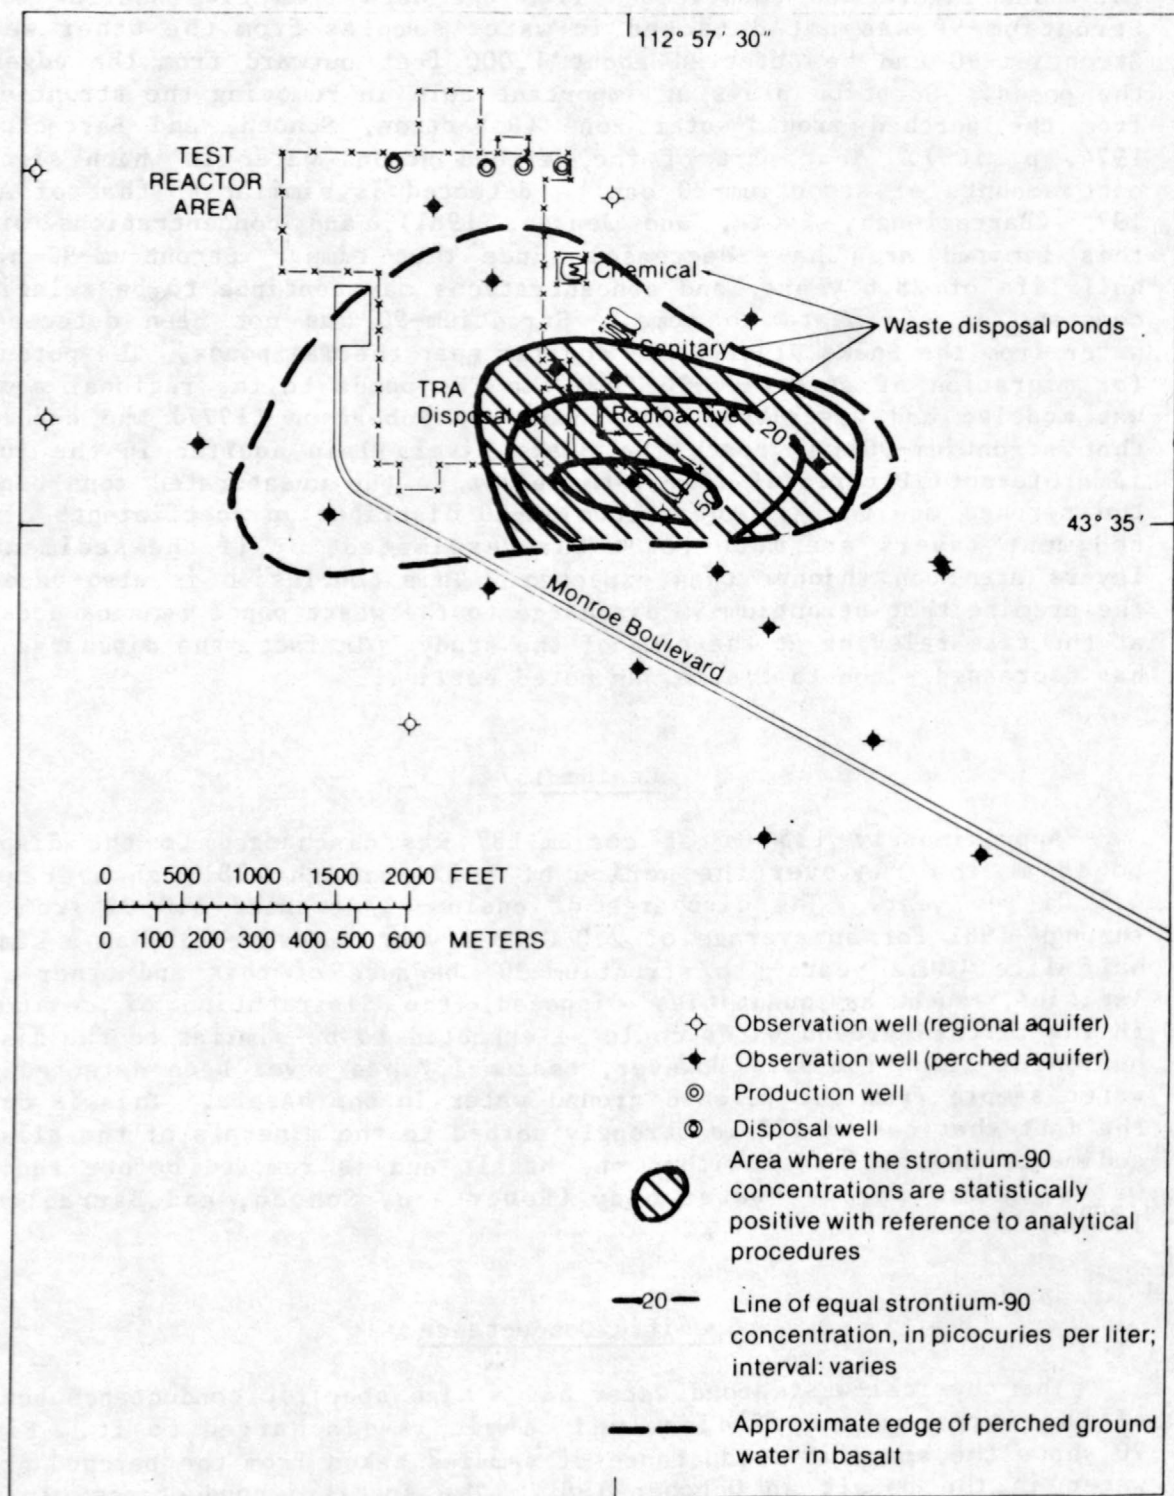 112° 57' 30"
TEST
REACTOR
AREA
Chemical
Waste disposal ponds
Sanitary
TRA
Disposal
Radioactive
20
50
43° 35'
Monroe Boulevard
0 500 1000 1500 2000 FEET
0 100 200 300 400 500 600 METERS
Observation well (regional aquifer)
Observation well (perched aquifer)
Production well
Disposal well
Area where the strontium-90
concentrations are statistically
positive with reference to analytical
procedures
20
Line of equal strontium-90
concentration, in picocuries per liter;
interval: varies
Approximate edge of perched ground
water in basalt